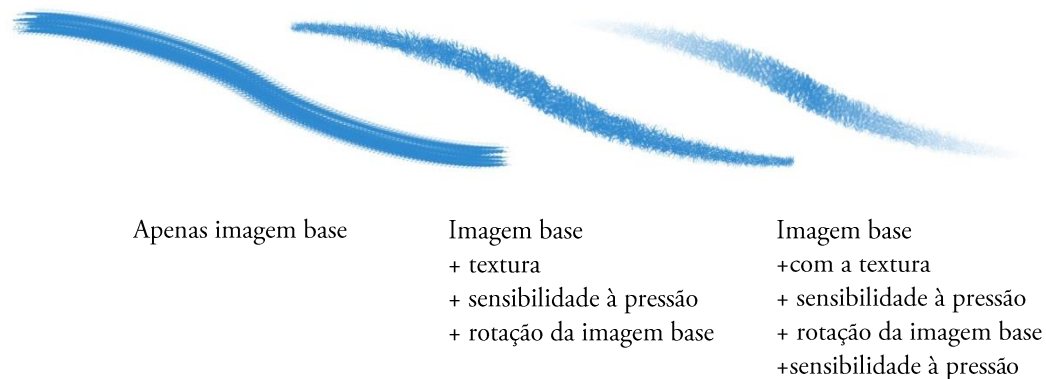 Apenas imagem base
Imagem base
+ textura
+ sensibilidade à pressão
+ rotação da imagem base
Imagem base
+com a textura
+ sensibilidade à pressão
+ rotação da imagem base
+sensibilidade à pressão